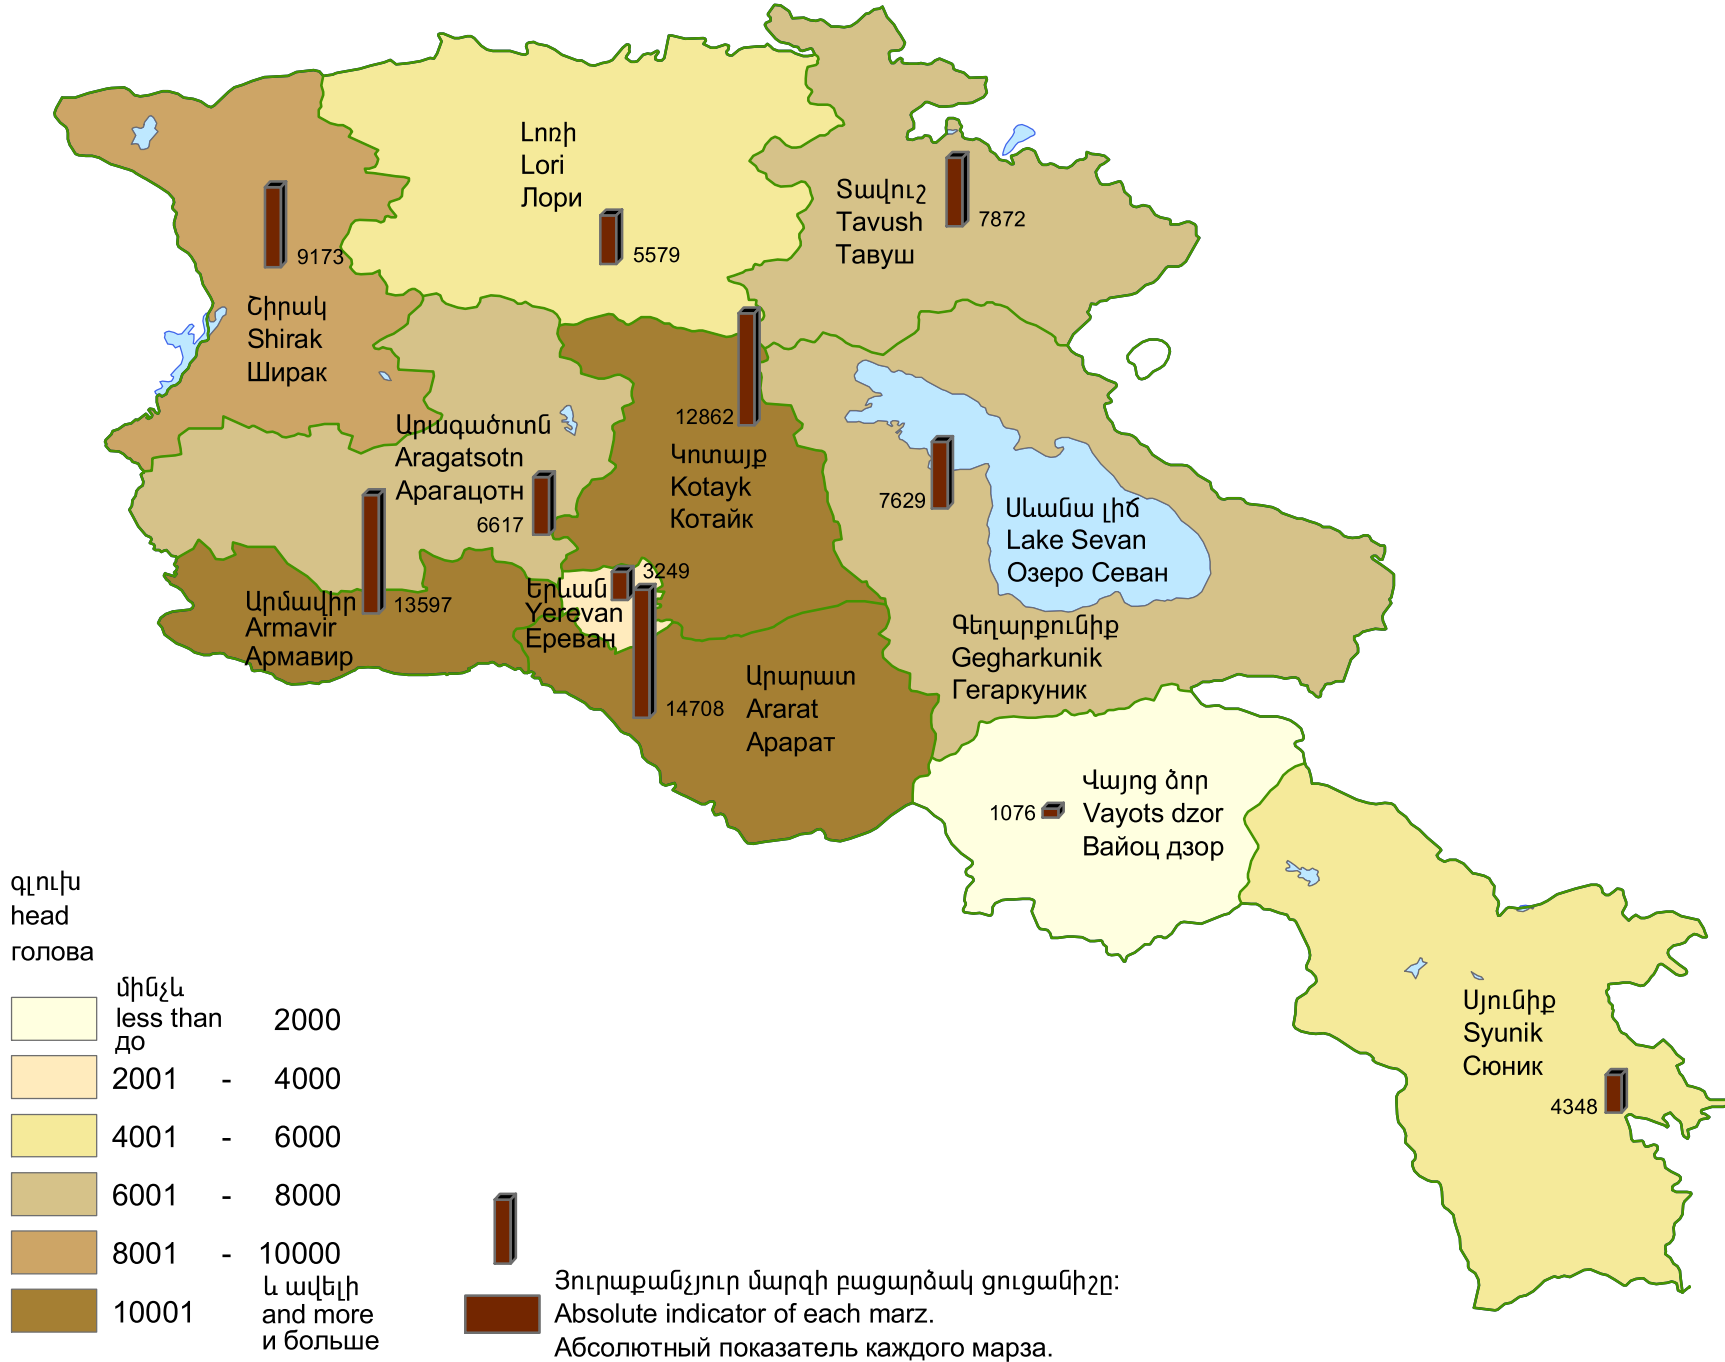 Լոռի
Lori
Лори
5579
Տավուշ
Tavush
Тавуш
7872
9173
Շիրակ
Shirak
Ширак
Արագածոտն
Aragatsotn
Арагацотн
6617
12862
Կոտայք
Kotayk
Котайк
7629
Սևանա լիճ
Lake Sevan
Озеро Севан
Արմավիր
Armavir
Армавир
13597
Երևան
Yerevan
Ереван
3249
14708
Արարատ
Ararat
Арарат
Գեղարքունիք
Gegharkunik
Гегаркуник
1076
Վայոց ձոր
Vayots dzor
Вайоц дзор
Սյունիք
Syunik
Сюник
4348
գլուխ
head
голова
մինչև
less than 2000
до
2001 - 4000
4001 - 6000
6001 - 8000
8001 - 10000
10001 և ավելի
and more
и больше
Յուրաքանչյուր մարզի բացարձակ ցուցանիշը:
Absolute indicator of each marz.
Абсолютный показатель каждого марза.